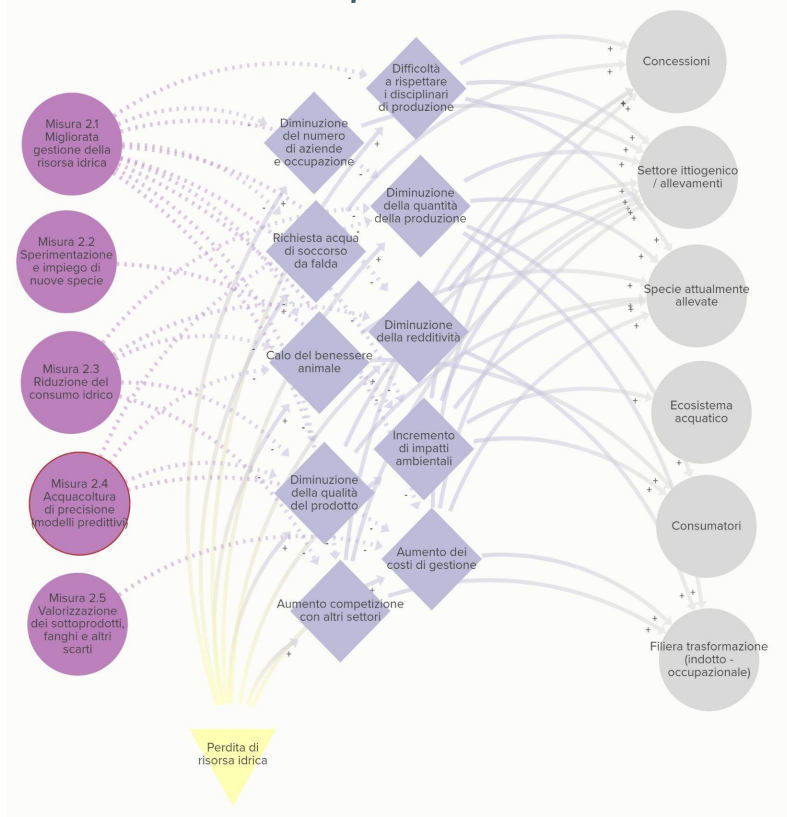 Misura 2.1
Migliorata
gestione della
risorsa idrica
Misura 2.2
Sperimentazione
e impiego di
nuove specie
Misura 2.3
Riduzione del
consumo idrico
Misura 2.4
Acquacoltura
di precisione
(modelli predittivi)
Misura 2.5
Valorizzazione
dei sottoprodotti,
fanghi e altri
scarti
Diminuzione
del numero
di aziende
e occupazione
Richiesta acqua
di soccorso
da falda
Calo del benessere
animale
Diminuzione
della qualità
del prodotto
Aumento competizione
con altri settori
Difficoltà
a rispettare
i disciplinari
di produzione
Diminuzione
della quantità
della produzione
Diminuzione
della redditività
Incremento
di impatti
ambientali
Aumento dei
costi di gestione
Concessioni
Settore ittiogenico
/ allevamenti
Specie attualmente
allevate
Ecosistema
acquatico
Consumatori
Filiera trasformazione
(indotto -
occupazionale)
Perdita di
risorsa idrica